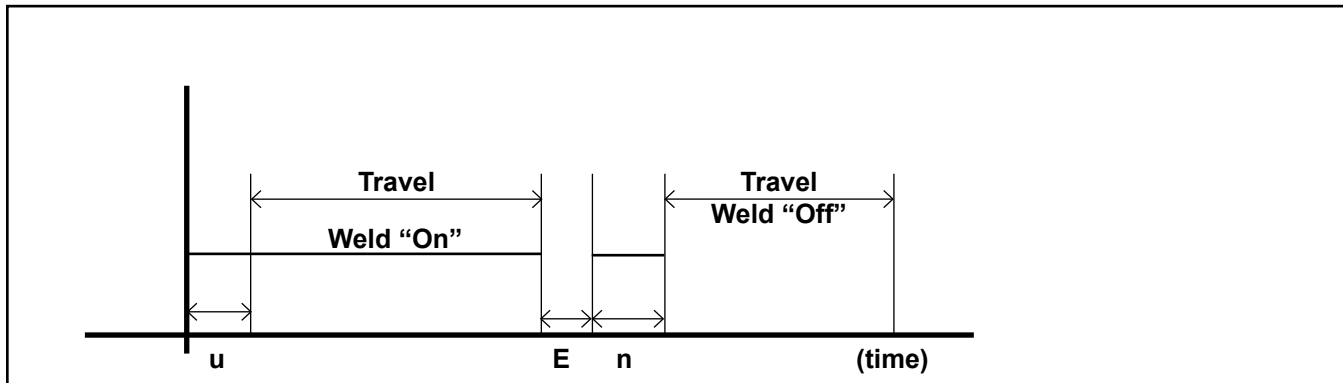 Travel
Travel
Weld “Off”
Weld “On”
u
E
n
(time)